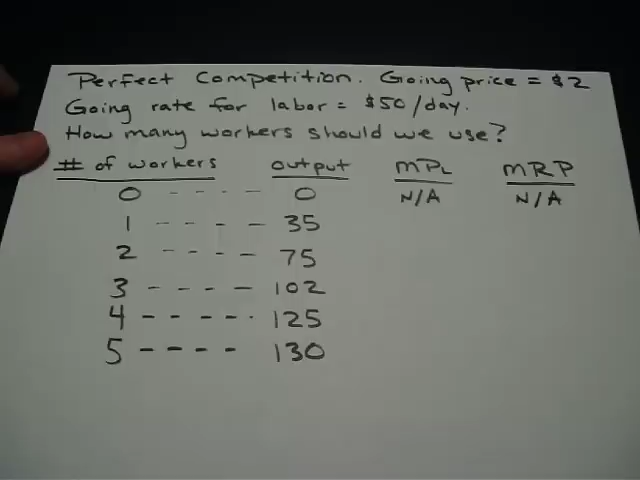 Perfect Competition. Going price = $2
Going rate for labor = $50/day.
How many workers should we use?
# of workers output MPL MRP
0 - - - - 0 N/A N/A
1 - - - - 35
2 - - - - 75
3 - - - - 102
4 - - - - - 125
5 - - - - 130